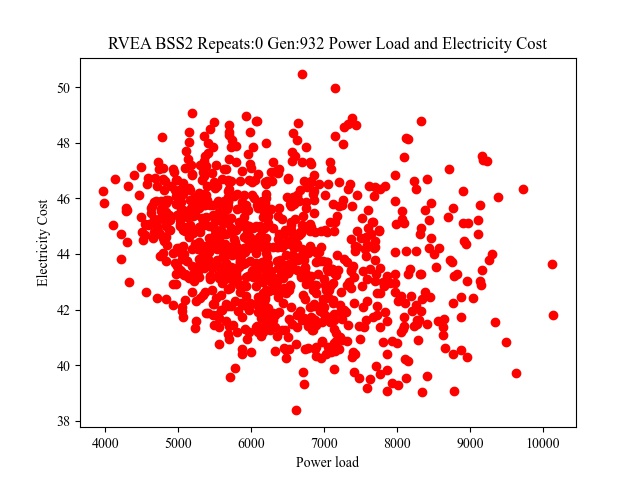 RVEA BSS2 Repeats:0 Gen:932 Power Load and Electricity Cost
Electricity Cost
50
48
46
44
42
40
38
4000 5000 6000 7000 8000 9000 10000
Power load